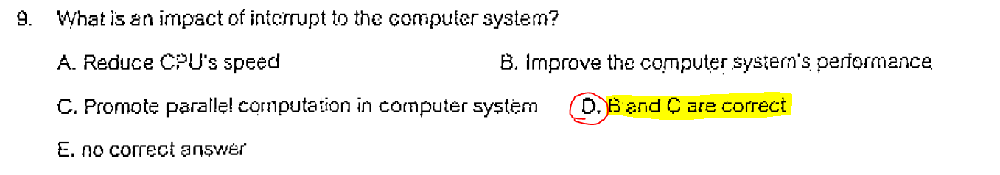 9. What is an impact of interrupt to the computer system?
A. Reduce CPU's speed B. Improve the computer system's performance
C. Promote parallel computation in computer system D. B and C are correct
E. no correct answer